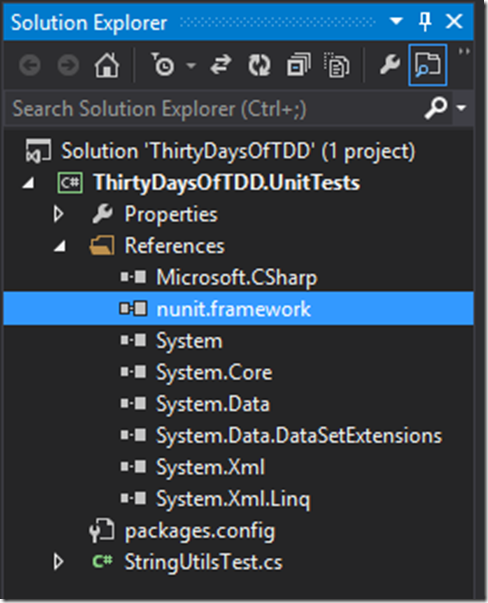 Solution Explorer
Search Solution Explorer (Ctrl+;)
Solution 'ThirtyDaysOfTDD' (1 project)
C# ThirtyDaysOfTDD.UnitTests
Properties
References
Microsoft.CSharp
nunit.framework
System
System.Core
System.Data
System.Data.DataSetExtensions
System.Xml
System.Xml.Linq
packages.config
C# StringUtilsTest.cs